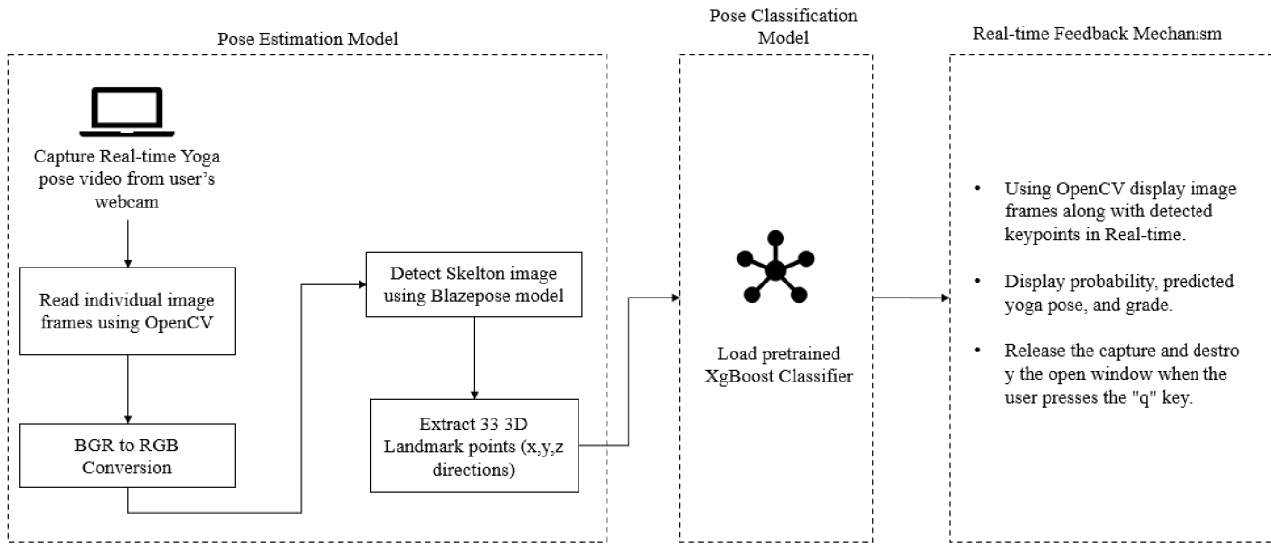 Pose Estimation Model
Capture Real-time Yoga
pose video from user's
webcam
Read individual image
frames using OpenCV
BGR to RGB
Conversion
Detect Skelton image
using Blazepose model
Extract 33 3D
Landmark points (x,y,z
directions)
Pose Classification
Model
Load pretrained
XgBoost Classifier
Real-time Feedback Mechanism
• Using OpenCV display image
frames along with detected
keypoints in Real-time.
• Display probability, predicted
yoga pose, and grade.
• Release the capture and destro
y the open window when the
user presses the "q" key.